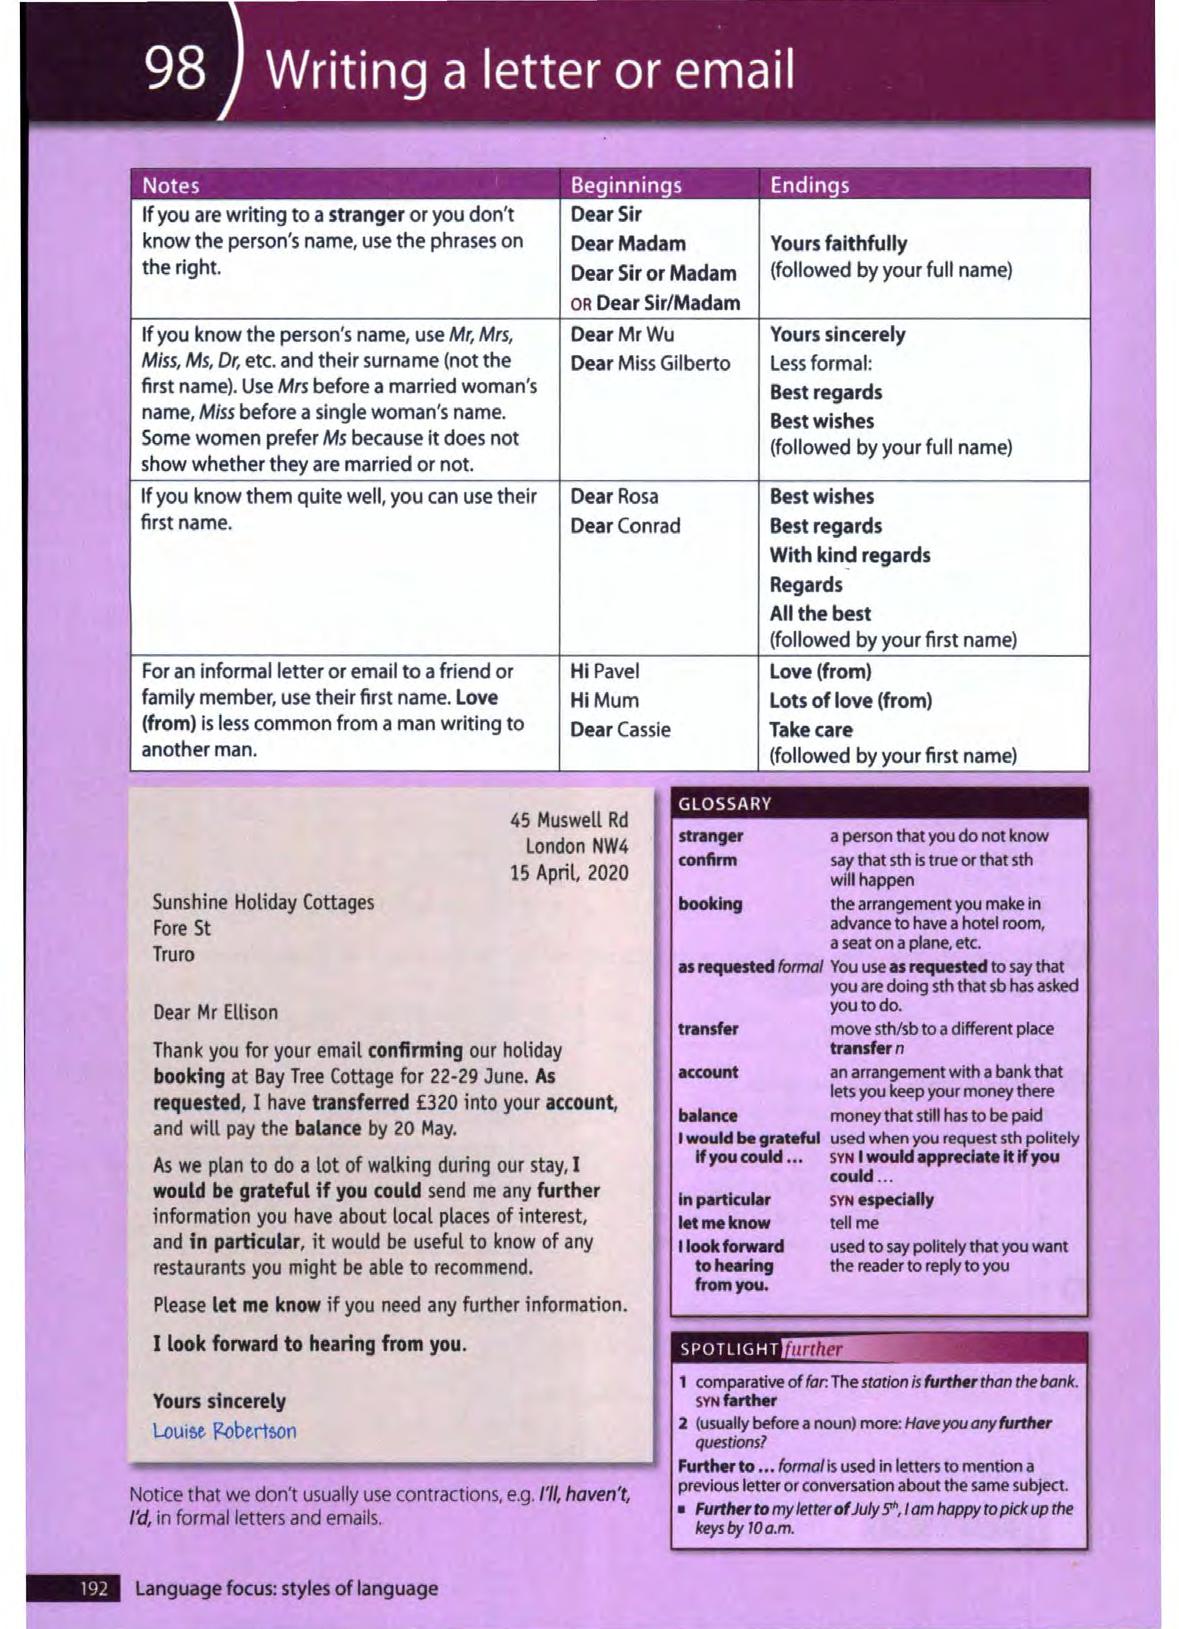 98
Writing a letter or email
Notes
Beginnings
Endings
If you are writing to a stranger or you don't
know the person's name, use the phrases on
the right.
Dear Sir
Dear Madam
Dear Sir or Madam
OR Dear Sir/Madam
Yours faithfully
(followed by your full name)
If you know the person's name, use Mr, Mrs,
Miss, Ms, Dr, etc. and their surname (not the
first name). Use Mrs before a married woman's
name, Miss before a single woman's name.
Some women prefer Ms because it does not
show whether they are married or not.
Dear Mr Wu
Dear Miss Gilberto
Yours sincerely
Less formal:
Best regards
Best wishes
(followed by your full name)
If you know them quite well, you can use their
first name.
Dear Rosa
Dear Conrad
Best wishes
Best regards
With kind regards
Regards
All the best
(followed by your first name)
For an informal letter or email to a friend or
family member, use their first name. Love
(from) is less common from a man writing to
another man.
Hi Pavel
Hi Mum
Dear Cassie
Love (from)
Lots of love (from)
Take care
(followed by your first name)
45 Muswell Rd
London NW4
15 April, 2020
Sunshine Holiday Cottages
Fore St
Truro
Dear Mr Ellison
Thank you for your email confirming our holiday
booking at Bay Tree Cottage for 22-29 June. As
requested, I have transferred £320 into your account,
and will pay the balance by 20 May.
As we plan to do a lot of walking during our stay, I
would be grateful if you could send me any further
information you have about local places of interest,
and in particular, it would be useful to know of any
restaurants you might be able to recommend.
Please let me know if you need any further information.
I look forward to hearing from you.
Yours sincerely
Louise Robertson
Notice that we don't usually use contractions, e.g. I'll, haven't,
I'd, in formal letters and emails.
GLOSSARY
stranger a person that you do not know
confirm say that sth is true or that sth
will happen
booking the arrangement you make in
advance to have a hotel room,
a seat on a plane, etc.
as requested formal You use as requested to say that
you are doing sth that sb has asked
you to do.
transfer move sth/sb to a different place
transfer n
account an arrangement with a bank that
lets you keep your money there
balance money that still has to be paid
I would be grateful used when you request sth politely
if you could ... SYN I would appreciate it if you
could ...
in particular SYN especially
let me know tell me
I look forward used to say politely that you want
to hearing the reader to reply to you
from you.
SPOTLIGHT further
1 comparative of far: The station is further than the bank.
SYN farther
2 (usually before a noun) more: Have you any further
questions?
Further to ... formal is used in letters to mention a
previous letter or conversation about the same subject.
▪ Further to my letter of July 5th, I am happy to pick up the
keys by 10 a.m.
192 Language focus: styles of language